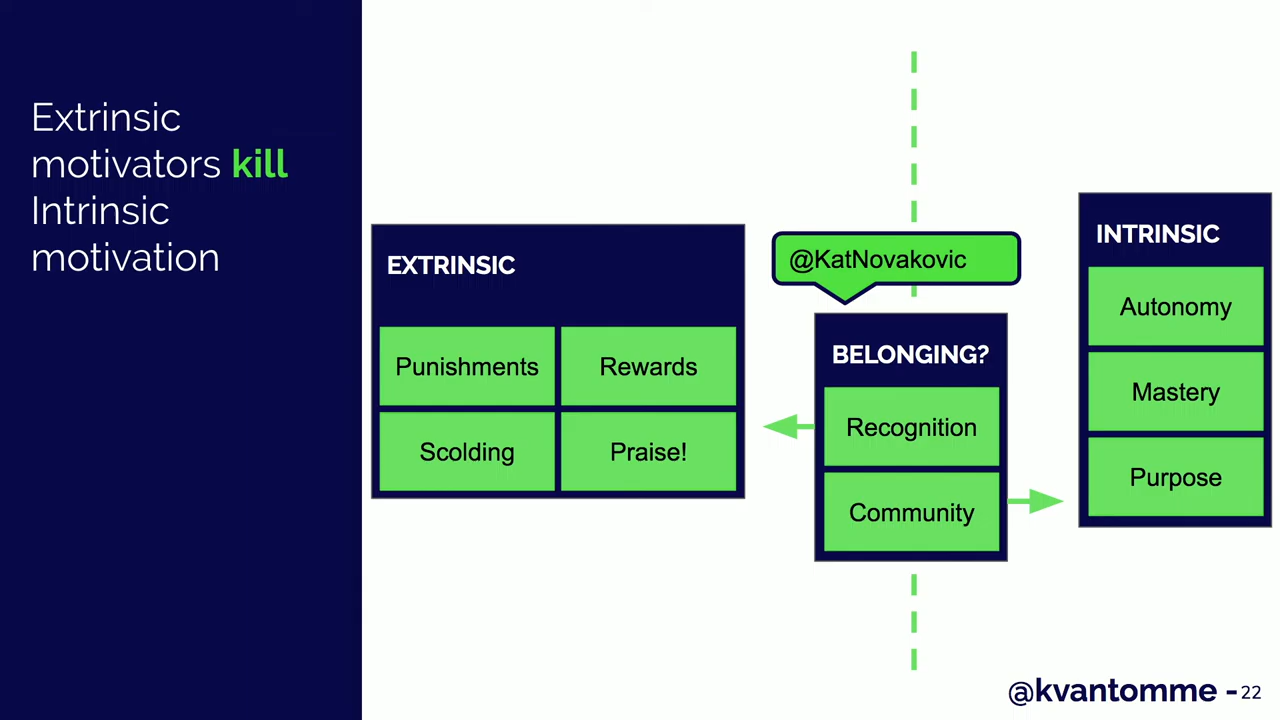 Extrinsic
motivators kill
Intrinsic
motivation
EXTRINSIC
Punishments
Rewards
Scolding
Praise!
@KatNovakovic
BELONGING?
Recognition
Community
INTRINSIC
Autonomy
Mastery
Purpose
@kvantomme - 22